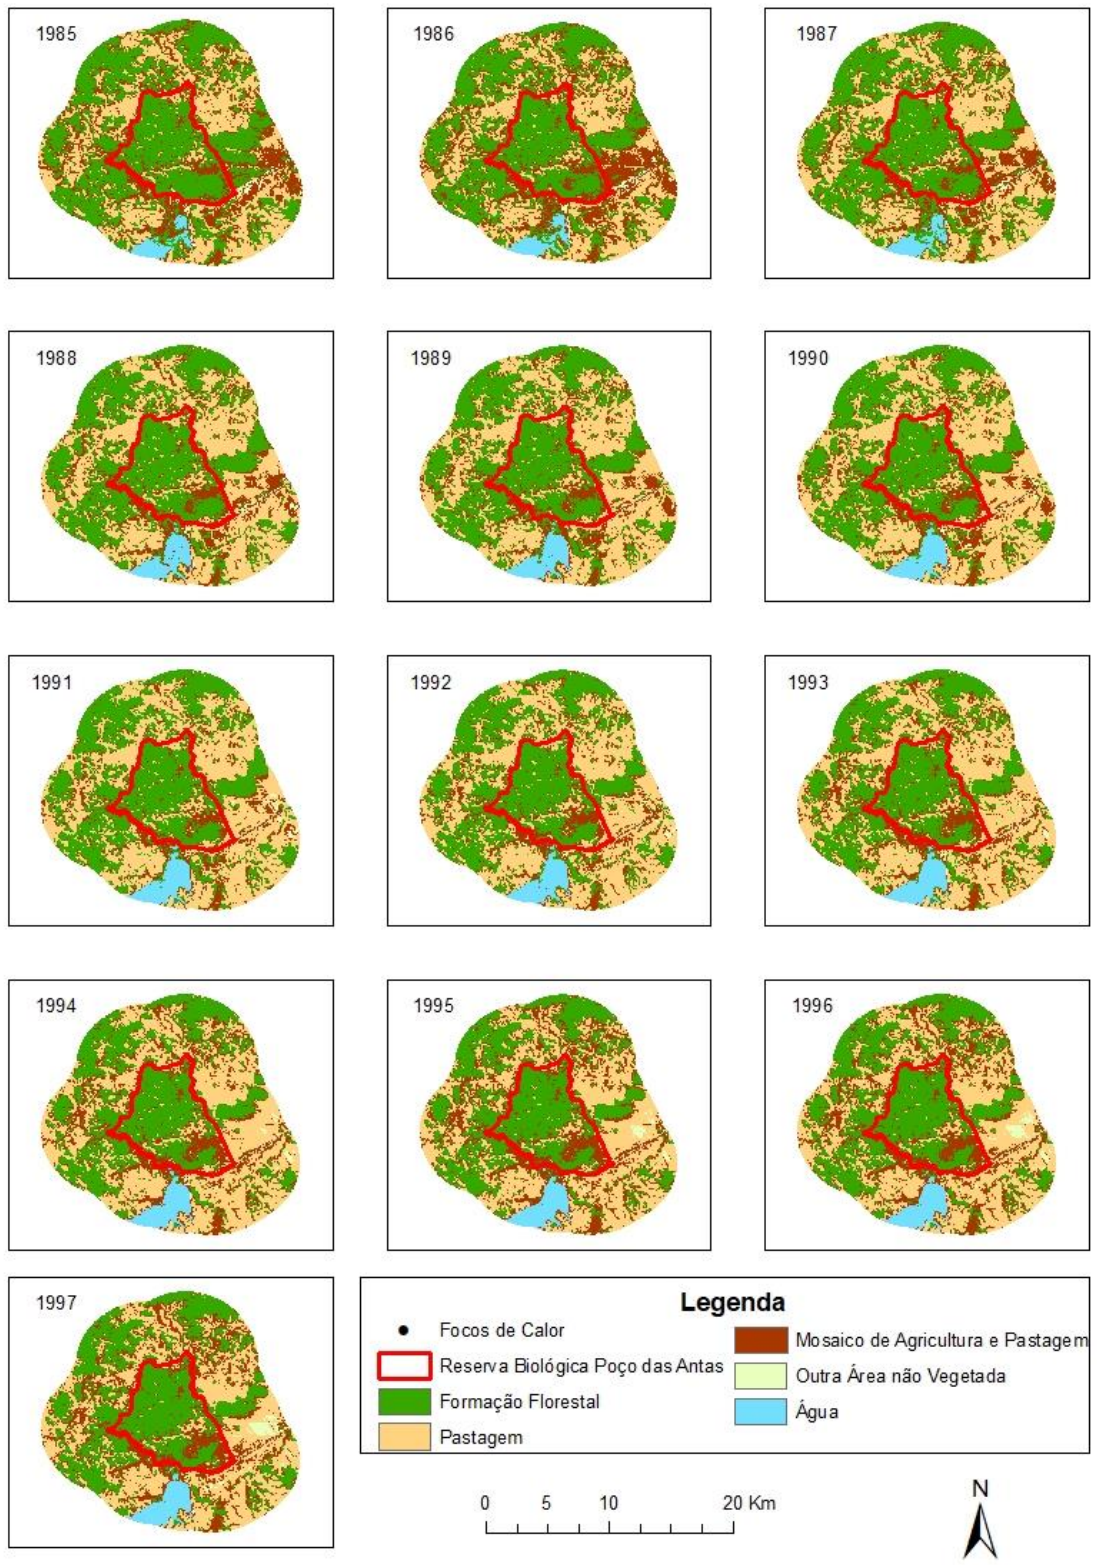 1985
1986
1987
1988
1989
1990
1991
1992
1993
1994
1995
1996
1997
Legenda
Focos de Calor
Reserva Biológica Poço das Antas
Formação Florestal
Pastagem
Mosaico de Agricultura e Pastagem
Outra Área não Vegetada
Água
0 5 10 20 Km
N